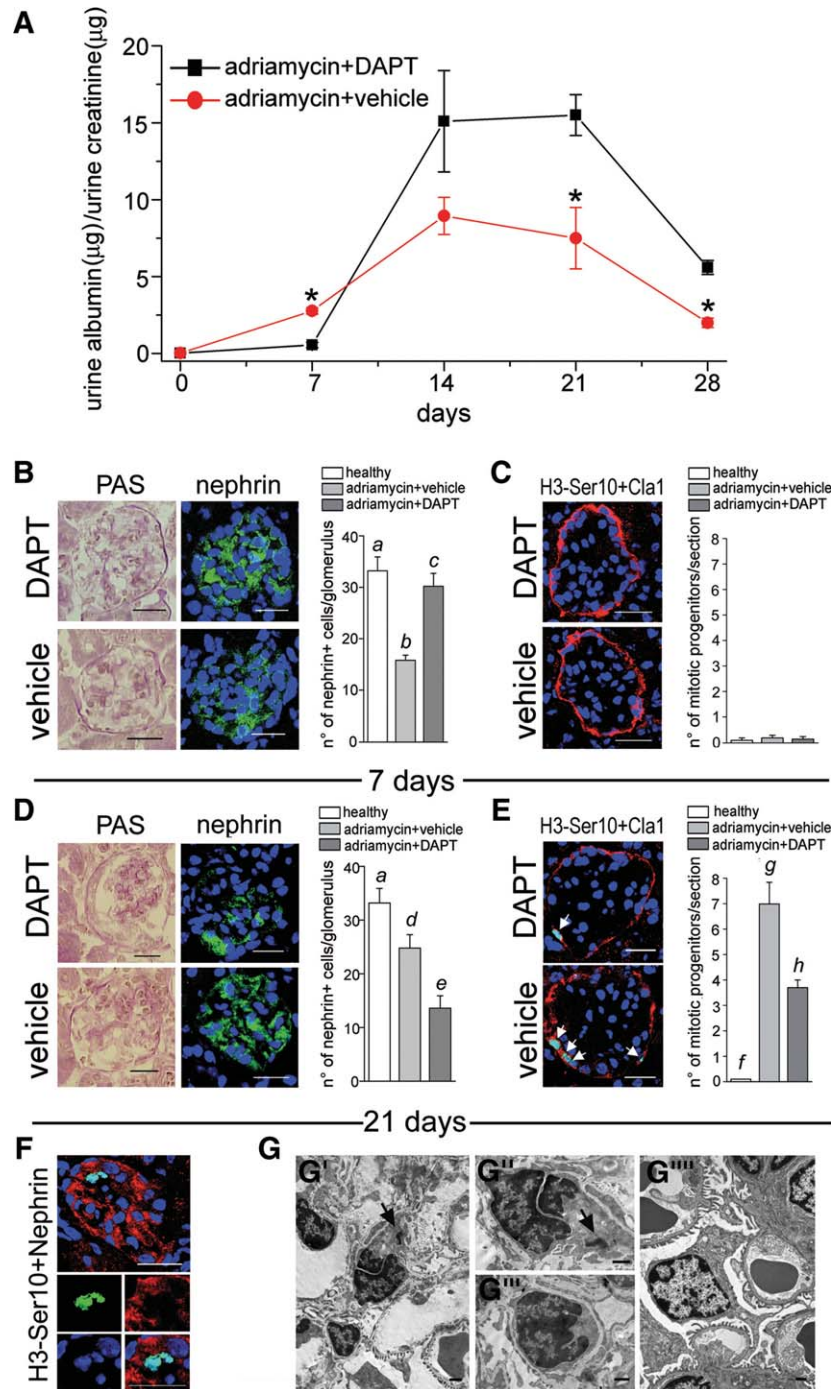 A
urine albumin(µg)/urine creatinine(µg)
20
15
10
5
0
adriamycin+DAPT
adriamycin+vehicle
*
*
*
0 7 14 21 28
days
B
PAS nephrin
DAPT
vehicle
healthy
adriamycin+vehicle
adriamycin+DAPT
n° of nephrin+ cells/glomerulus
40
30
20
10
0
a
b
c
C
H3-Ser10+Cla1
DAPT
vehicle
healthy
adriamycin+vehicle
adriamycin+DAPT
n° of mitotic progenitors/section
8
7
6
5
4
3
2
1
0
7 days
D
PAS nephrin
DAPT
vehicle
healthy
adriamycin+vehicle
adriamycin+DAPT
n° of nephrin+ cells/glomerulus
40
30
20
10
0
a
d
e
E
H3-Ser10+Cla1
DAPT
vehicle
healthy
adriamycin+vehicle
adriamycin+DAPT
n° of mitotic progenitors/section
8
7
6
5
4
3
2
1
0
f
g
h
21 days
F
H3-Ser10+Nephrin
G
G'
G''
G'''
G''''